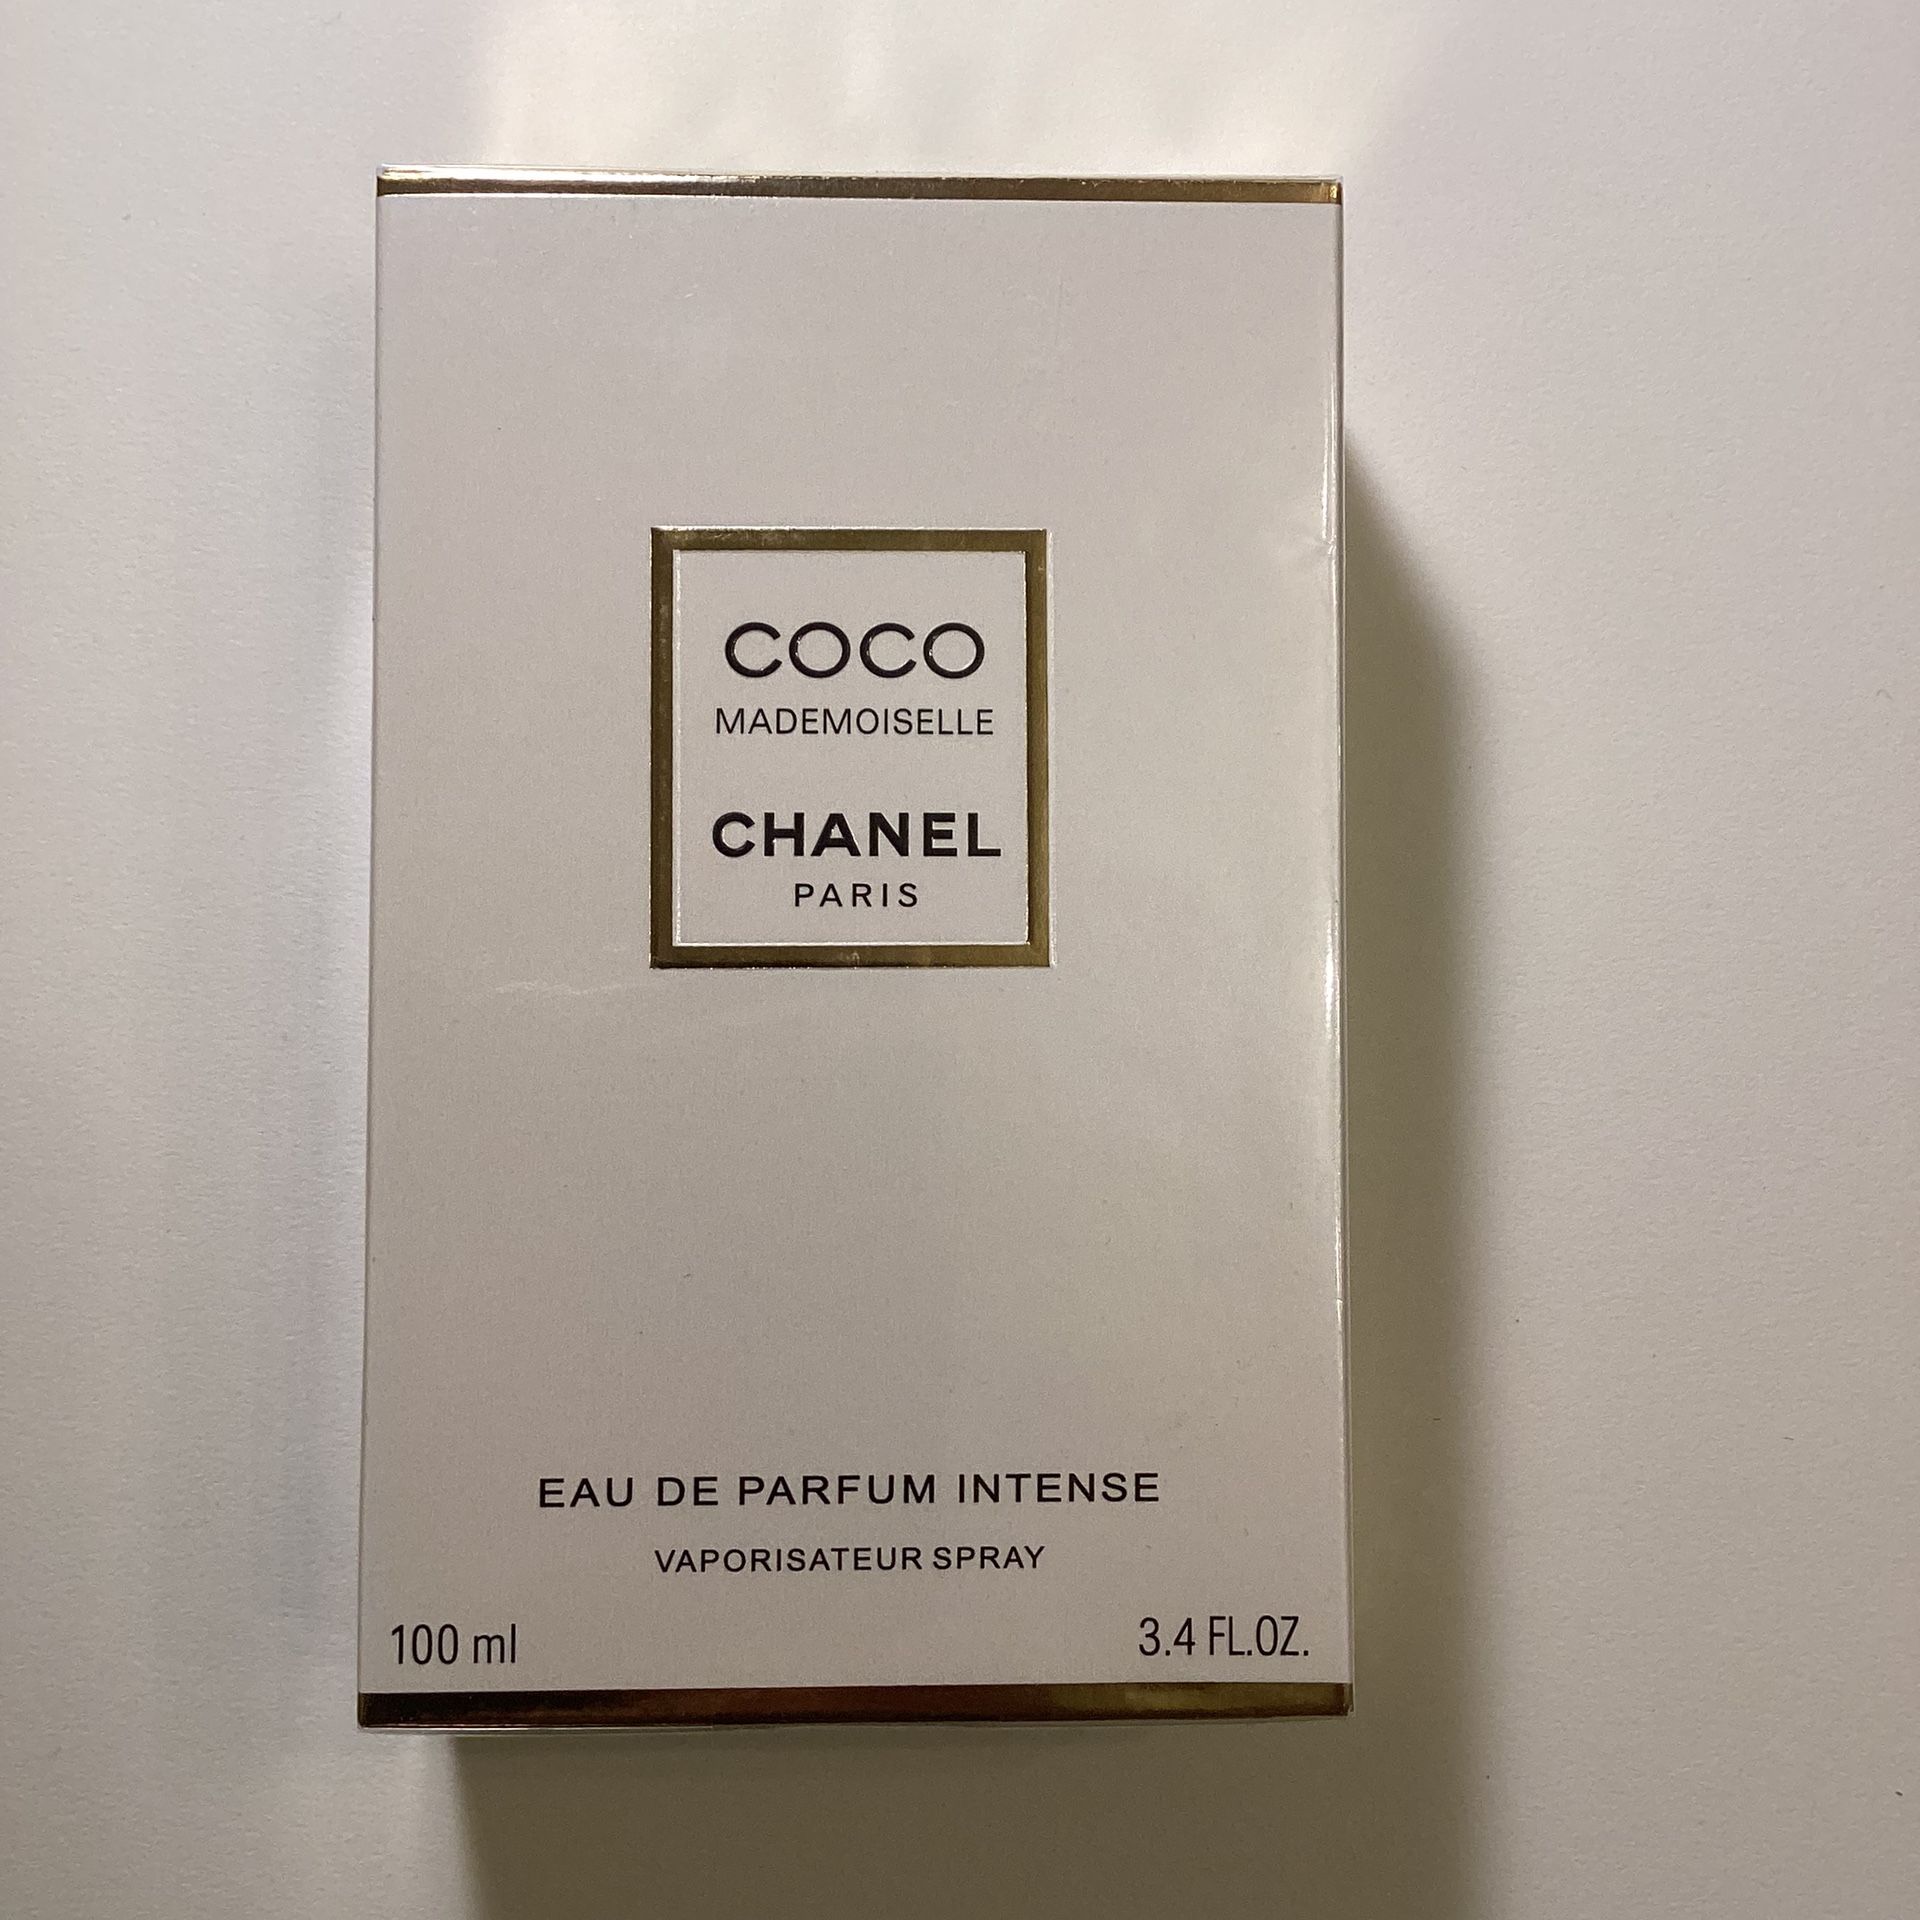 COCO
MADEMOISELLE
CHANEL
PARIS
EAU DE PARFUM INTENSE
VAPORISATEUR SPRAY
100 ml
3.4 FL.OZ.